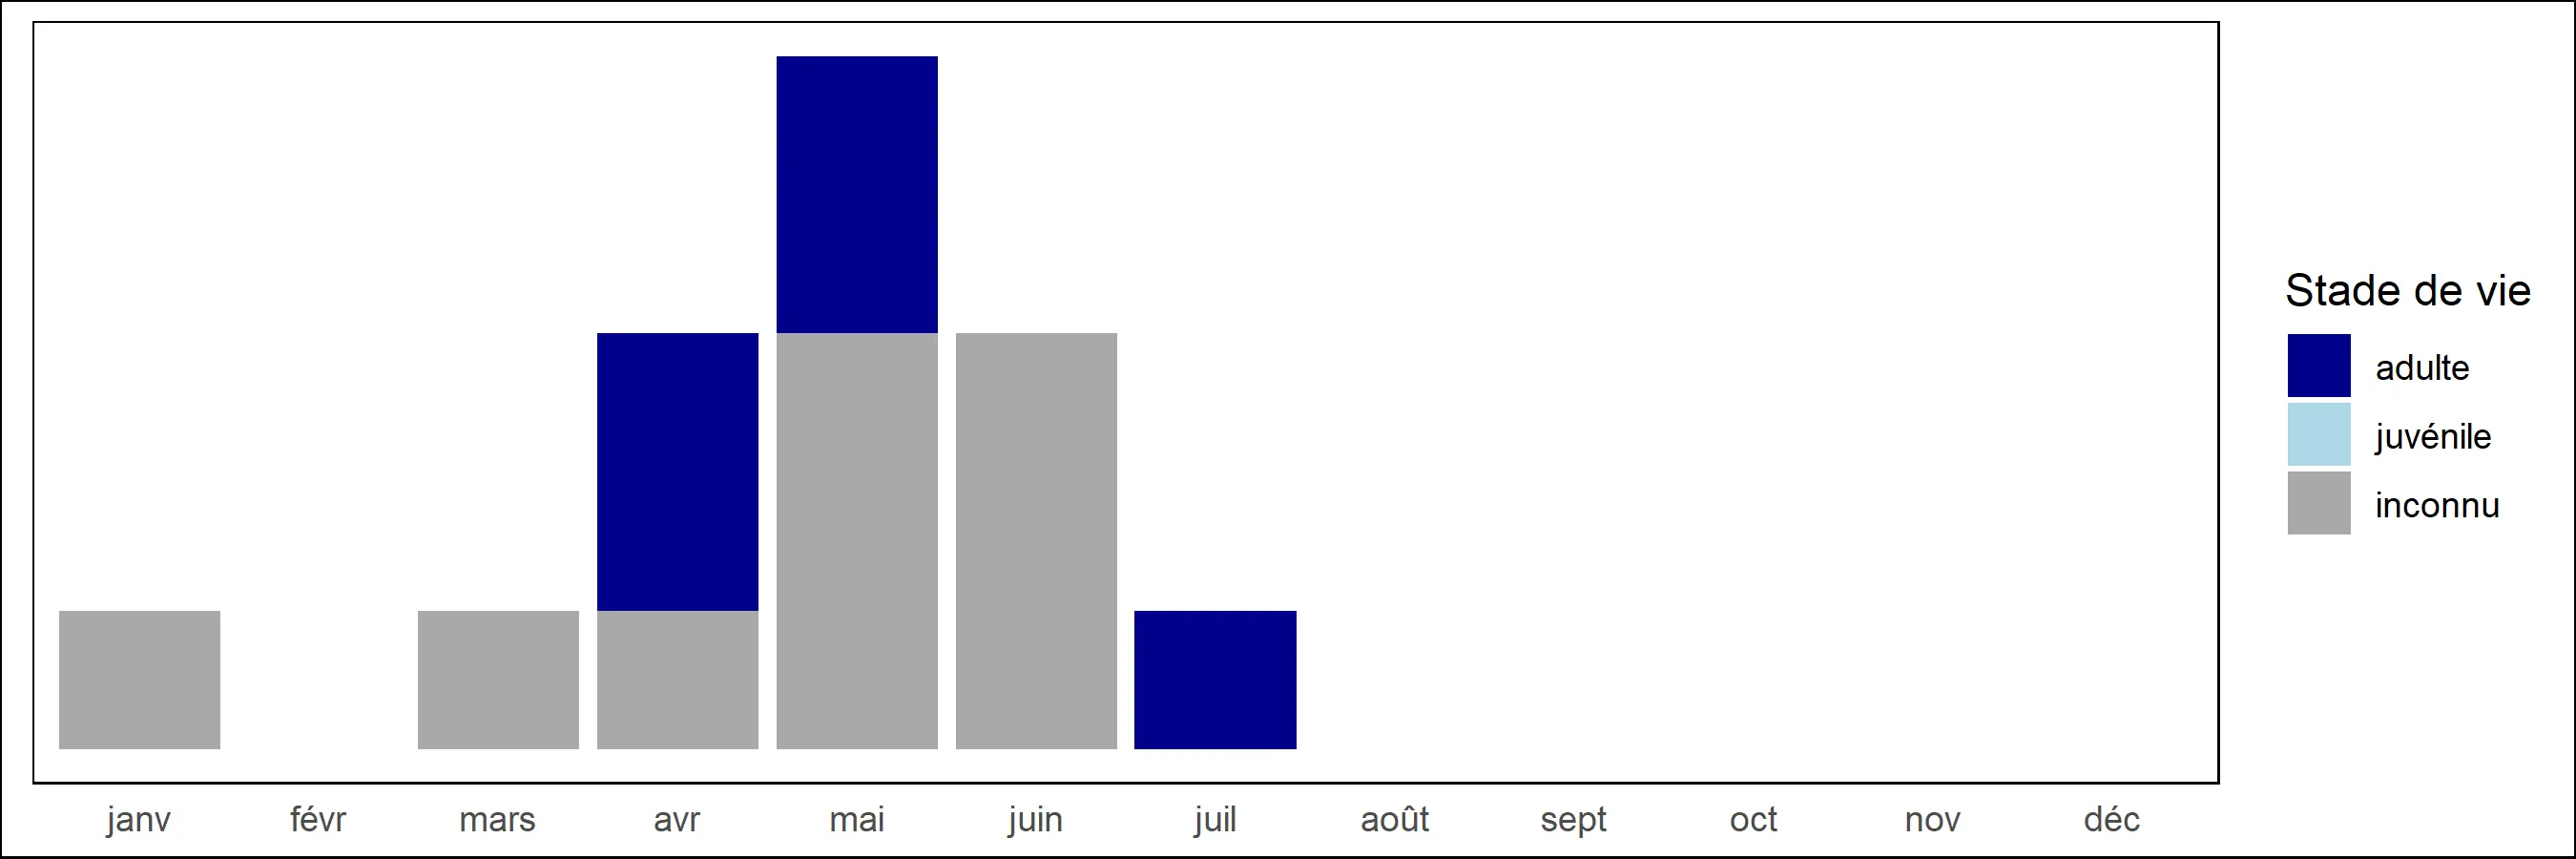 Stade de vie
adulte
juvénile
inconnu
janv févr mars avr mai juin juil août sept oct nov déc